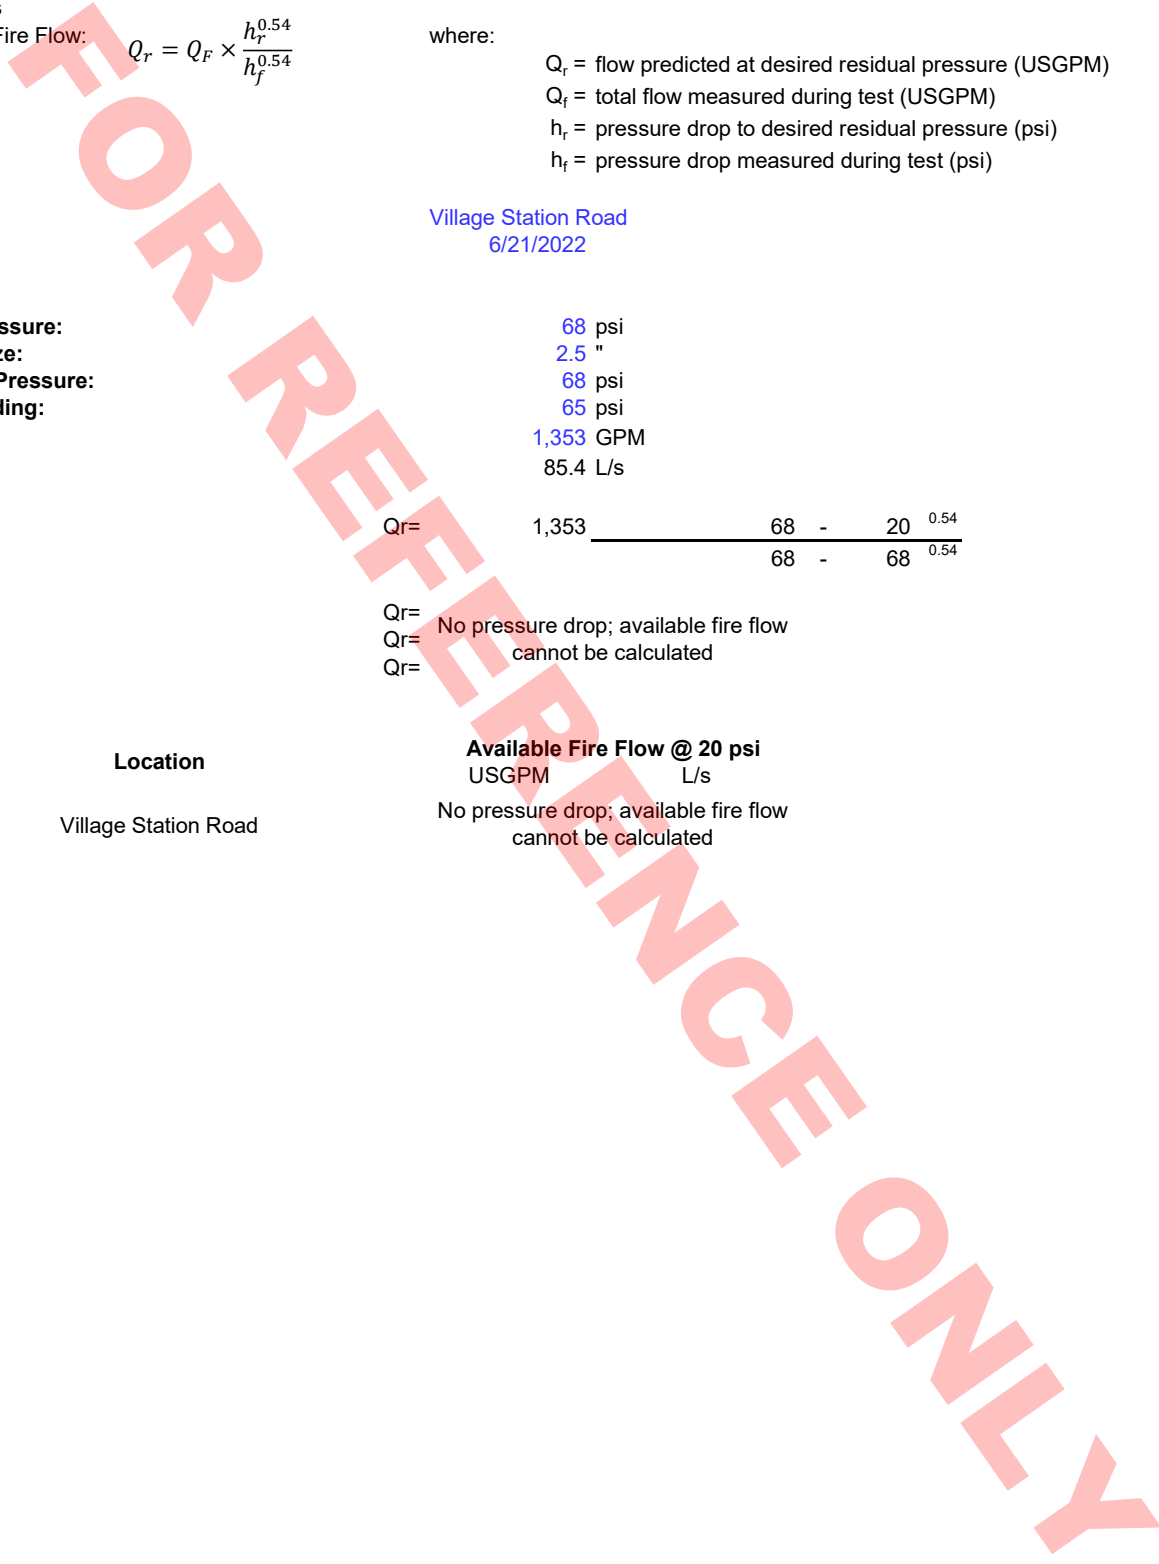 s
Fire Flow:
Q_r = Q_F × h_r^0.54 / h_f^0.54
where:
Qr = flow predicted at desired residual pressure (USGPM)
Qf = total flow measured during test (USGPM)
hr = pressure drop to desired residual pressure (psi)
hf = pressure drop measured during test (psi)
Village Station Road
6/21/2022
ssure: 68 psi
ze: 2.5 "
Pressure: 68 psi
ding: 65 psi
1,353 GPM
85.4 L/s
Qr= 1,353 68 - 20 0.54
68 - 68 0.54
Qr=
Qr=
Qr=
No pressure drop; available fire flow
cannot be calculated
Location
Available Fire Flow @ 20 psi
USGPM L/s
Village Station Road
No pressure drop; available fire flow
cannot be calculated
FOR REFERENCE ONLY